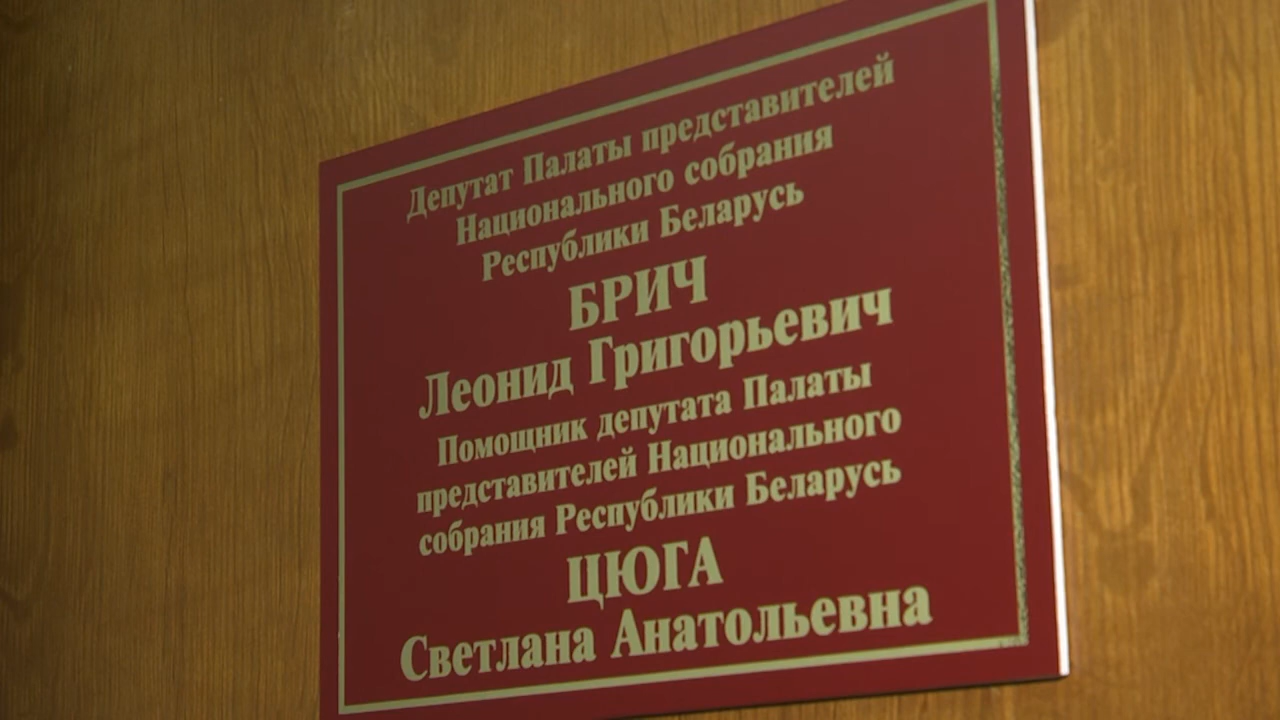 Депутат Палаты представителей
Национального собрания
Республики Беларусь
БРИЧ
Леонид Григорьевич
Помощник депутата Палаты
представителей Национального
собрания Республики Беларусь
ЦЮГА
Светлана Анатольевна